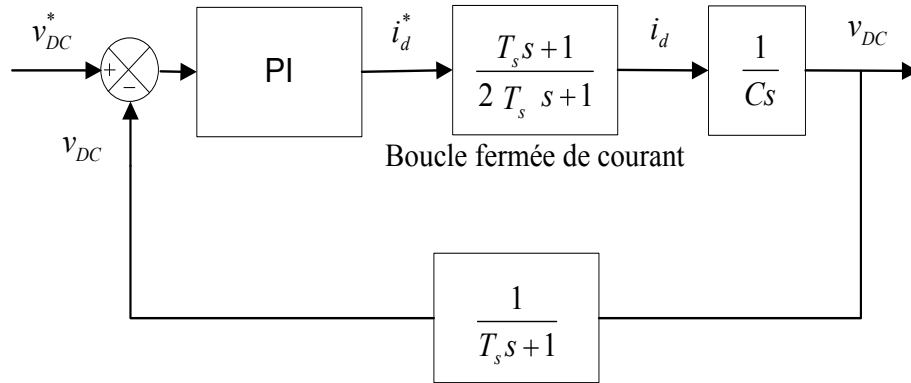 v*DC
+
−
PI
i*d
Ts s + 1
2 Ts s + 1
id
1
Cs
vDC
Boucle fermée de courant
vDC
1
Ts s + 1